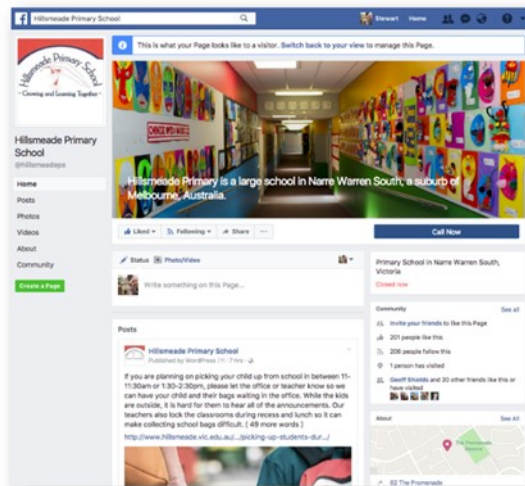 Hillsmeade Primary School
Stewart Home
This is what your Page looks like to a visitor. Switch back to your view to manage this Page.
Hillsmeade Primary School
- Growing and Learning Together -
Hillsmeade Primary
School
@hillsmeadeps
Home
Posts
Photos
Videos
About
Community
Create a Page
Hillsmeade Primary is a large school in Narre Warren South, a suburb of
Melbourne, Australia.
Liked Following Share ...
Call Now
Status Photo/Video
Write something on this Page...
Posts
Hillsmeade Primary School
Published by WordPress · 7 hrs ·
If you are planning on picking your child up from school in between 11-
11:30am or 1:30-2:30pm, please let the office or teacher know so we
can have your child and their bags waiting in the office. While the kids
are outside, it is hard for them to hear all of the announcements. Our
teachers also lock the classrooms during recess and lunch so it can
make collecting school bags difficult. ( 49 more words )
http://www.hillsmeade.vic.edu.au/.../picking-up-students-dur.../
Primary School in Narre Warren South,
Victoria
Closed now
Community See all
Invite your friends to like this Page
201 people like this
206 people follow this
1 person has visited
Geoff Shields and 20 other friends like this or
have visited
About See All
The Promenade
Reserve
82 The Promenade